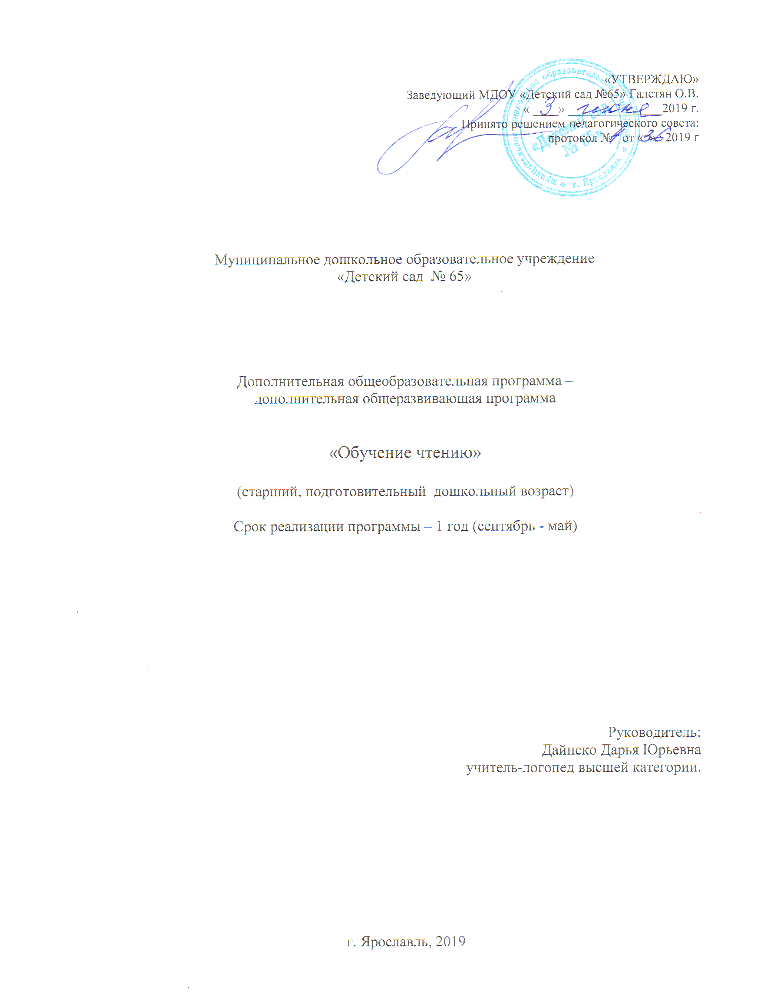 «УТВЕРЖДАЮ»
Заведующий МДОУ «Детский сад №65» Галстян О.В.
« 3 » июня 2019 г.
Принято решением педагогического совета:
протокол № от « 3 » 6 2019 г
муниципальное дошкольное образовательное учреждение * г. Ярославль *
«Детский сад
№ 65»
Муниципальное дошкольное образовательное учреждение
«Детский сад  № 65»
Дополнительная общеобразовательная программа –
дополнительная общеразвивающая программа
«Обучение чтению»
(старший, подготовительный  дошкольный возраст)
Срок реализации программы – 1 год (сентябрь - май)
Руководитель:
Дайнеко Дарья Юрьевна
учитель-логопед высшей категории.
г. Ярославль, 2019